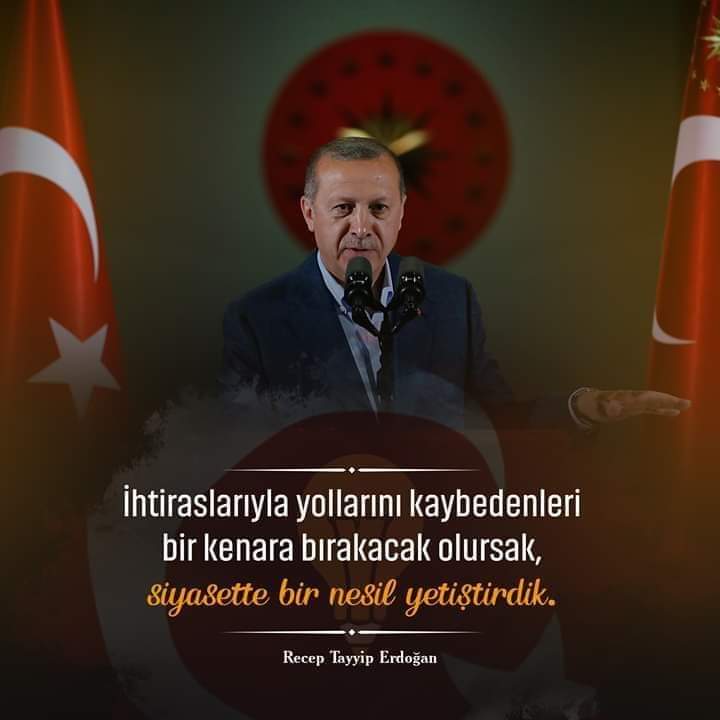 İhtiraslarıyla yollarını kaybedenleri
bir kenara bırakacak olursak,
siyasette bir nesil yetiştirdik.
Recep Tayyip Erdoğan